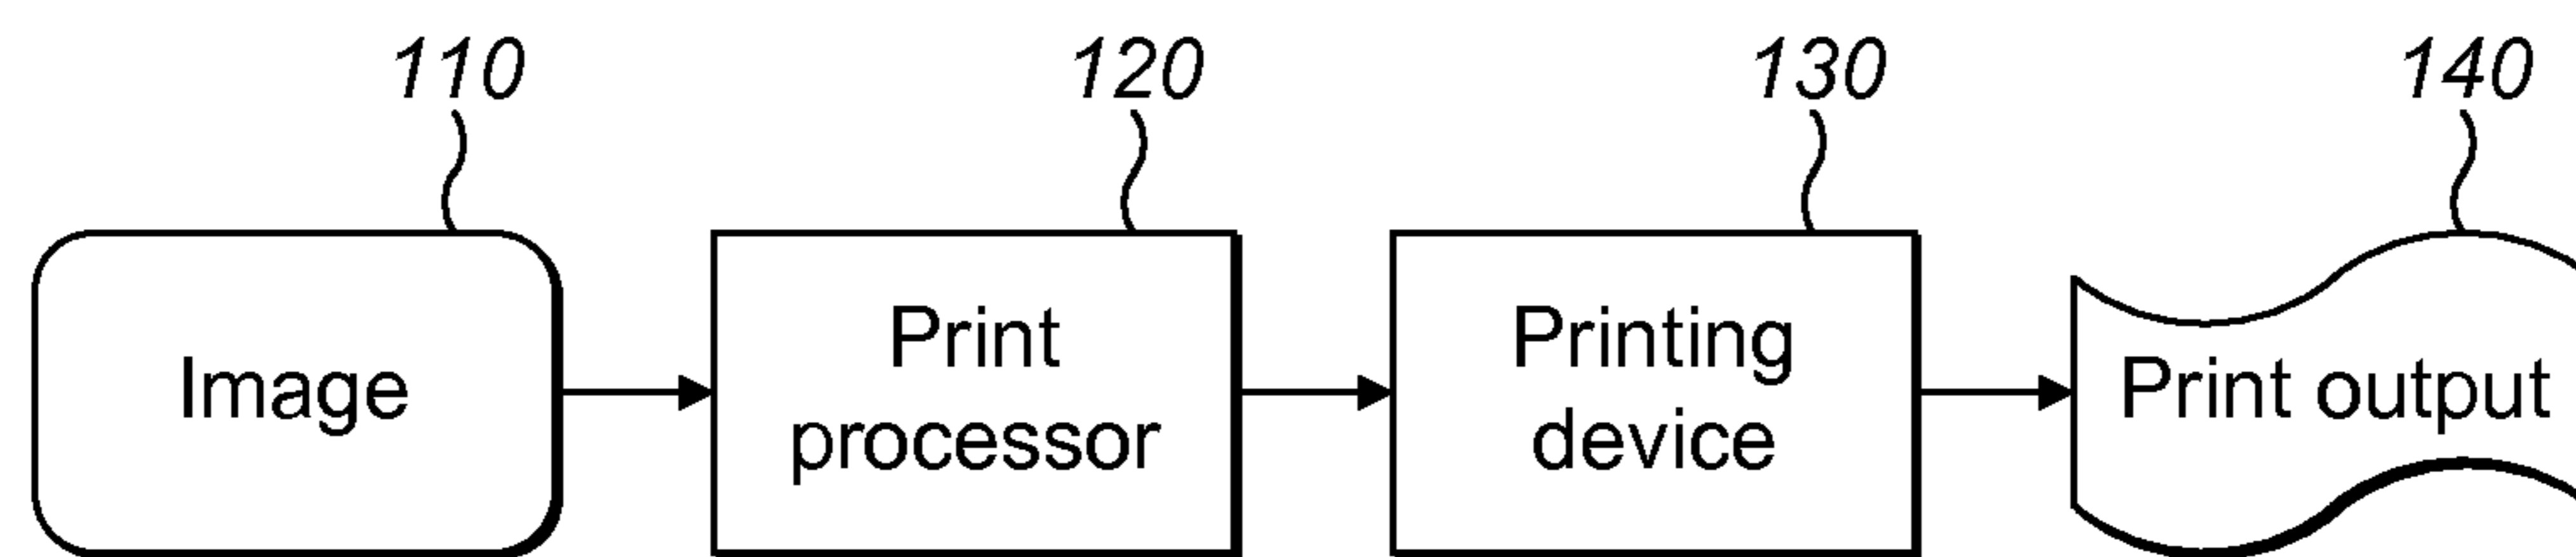 110 120 130 140
Image
Print
processor
Printing
device
Print output